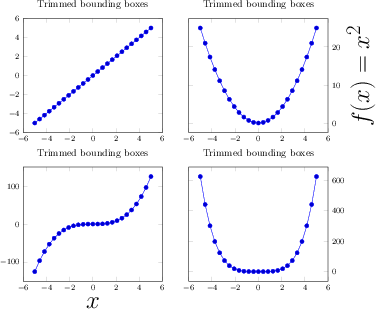 Trimmed bounding boxes
6
4
2
0
−2
−4
−6
−6 −4 −2 0 2 4 6
Trimmed bounding boxes
20
10
0
−6 −4 −2 0 2 4 6
f(x) = x²
Trimmed bounding boxes
100
0
−100
−6 −4 −2 0 2 4 6
x
Trimmed bounding boxes
600
400
200
0
−6 −4 −2 0 2 4 6